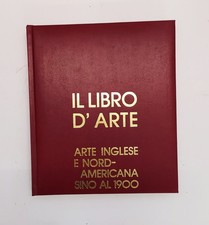 IL LIBRO
D' ARTE
ARTE INGLESE
E NORD-
AMERICANA
SINO AL 1900